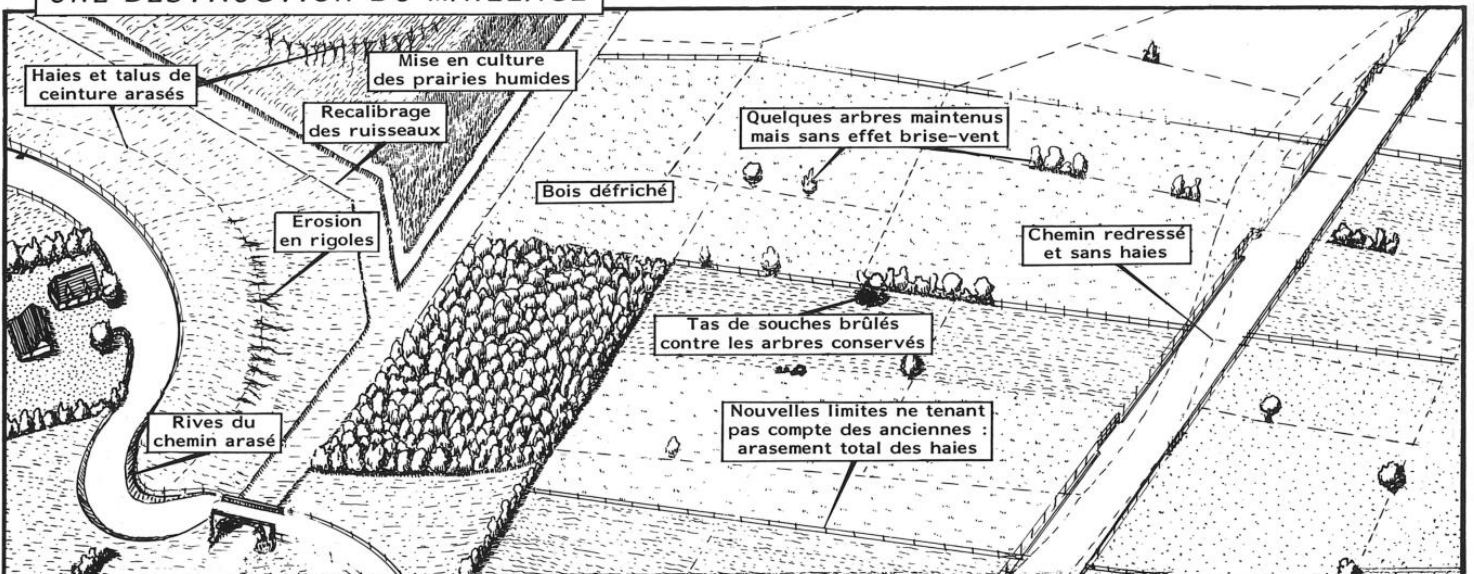 UNE DESTRUCTION DU MAILLAGE
Haies et talus de
ceinture arasés
Mise en culture
des prairies humides
Recalibrage
des ruisseaux
Quelques arbres maintenus
mais sans effet brise-vent
Bois défriché
Erosion
en rigoles
Chemin redressé
et sans haies
Tas de souches brûlés
contre les arbres conservés
Nouvelles limites ne tenant
pas compte des anciennes :
arasement total des haies
Rives du
chemin arasé